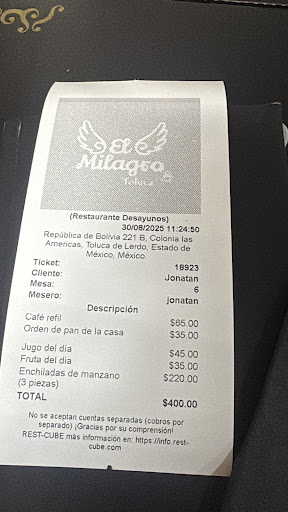 El
Milagro
Toluca
(Restaurante Desayunos)
30/08/2025 11:24:50
República de Bolivia 221 B, Colonia las
Americas, Toluca de Lerdo, Estado de
México, México.
Ticket: 18923
Cliente: Jonatan
Mesa: 6
Mesero: jonatan
Descripción
Café refil $65.00
Orden de pan de la casa $35.00
Jugo del dia $45.00
Fruta del dia $35.00
Enchiladas de manzano $220.00
(3 piezas)
TOTAL $400.00
No se aceptan cuentas separadas (cobros por
separado) ¡Gracias por su comprensión!
REST-CUBE más información en: https://info.rest-
cube.com